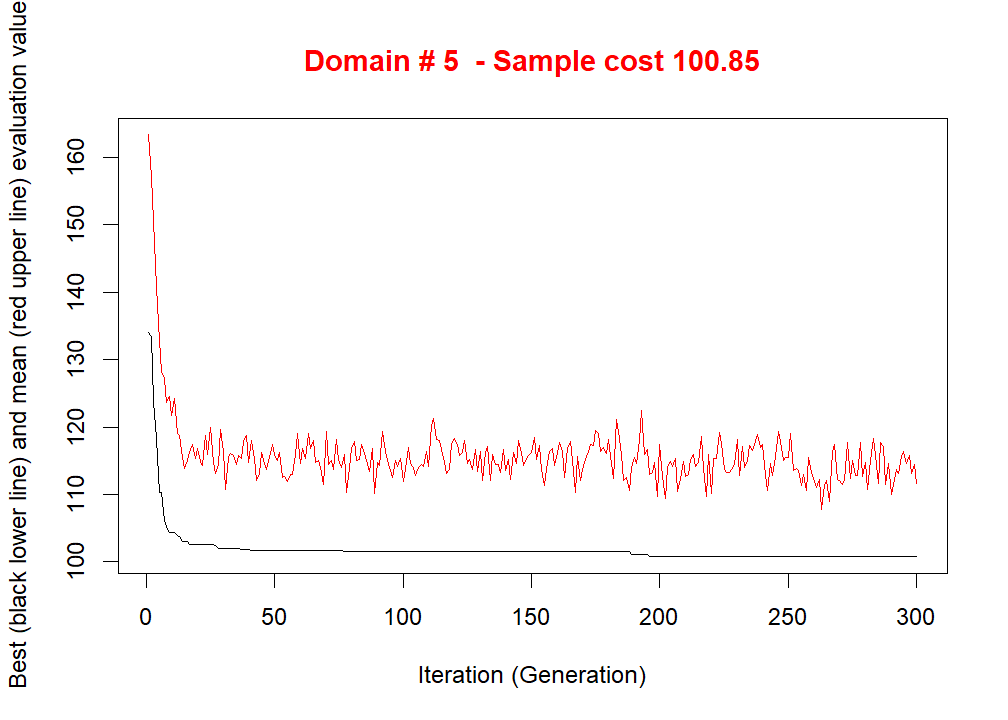 Domain # 5  - Sample cost 100.85
Best (black lower line) and mean (red upper line) evaluation value
160
150
140
130
120
110
100
0 50 100 150 200 250 300
Iteration (Generation)